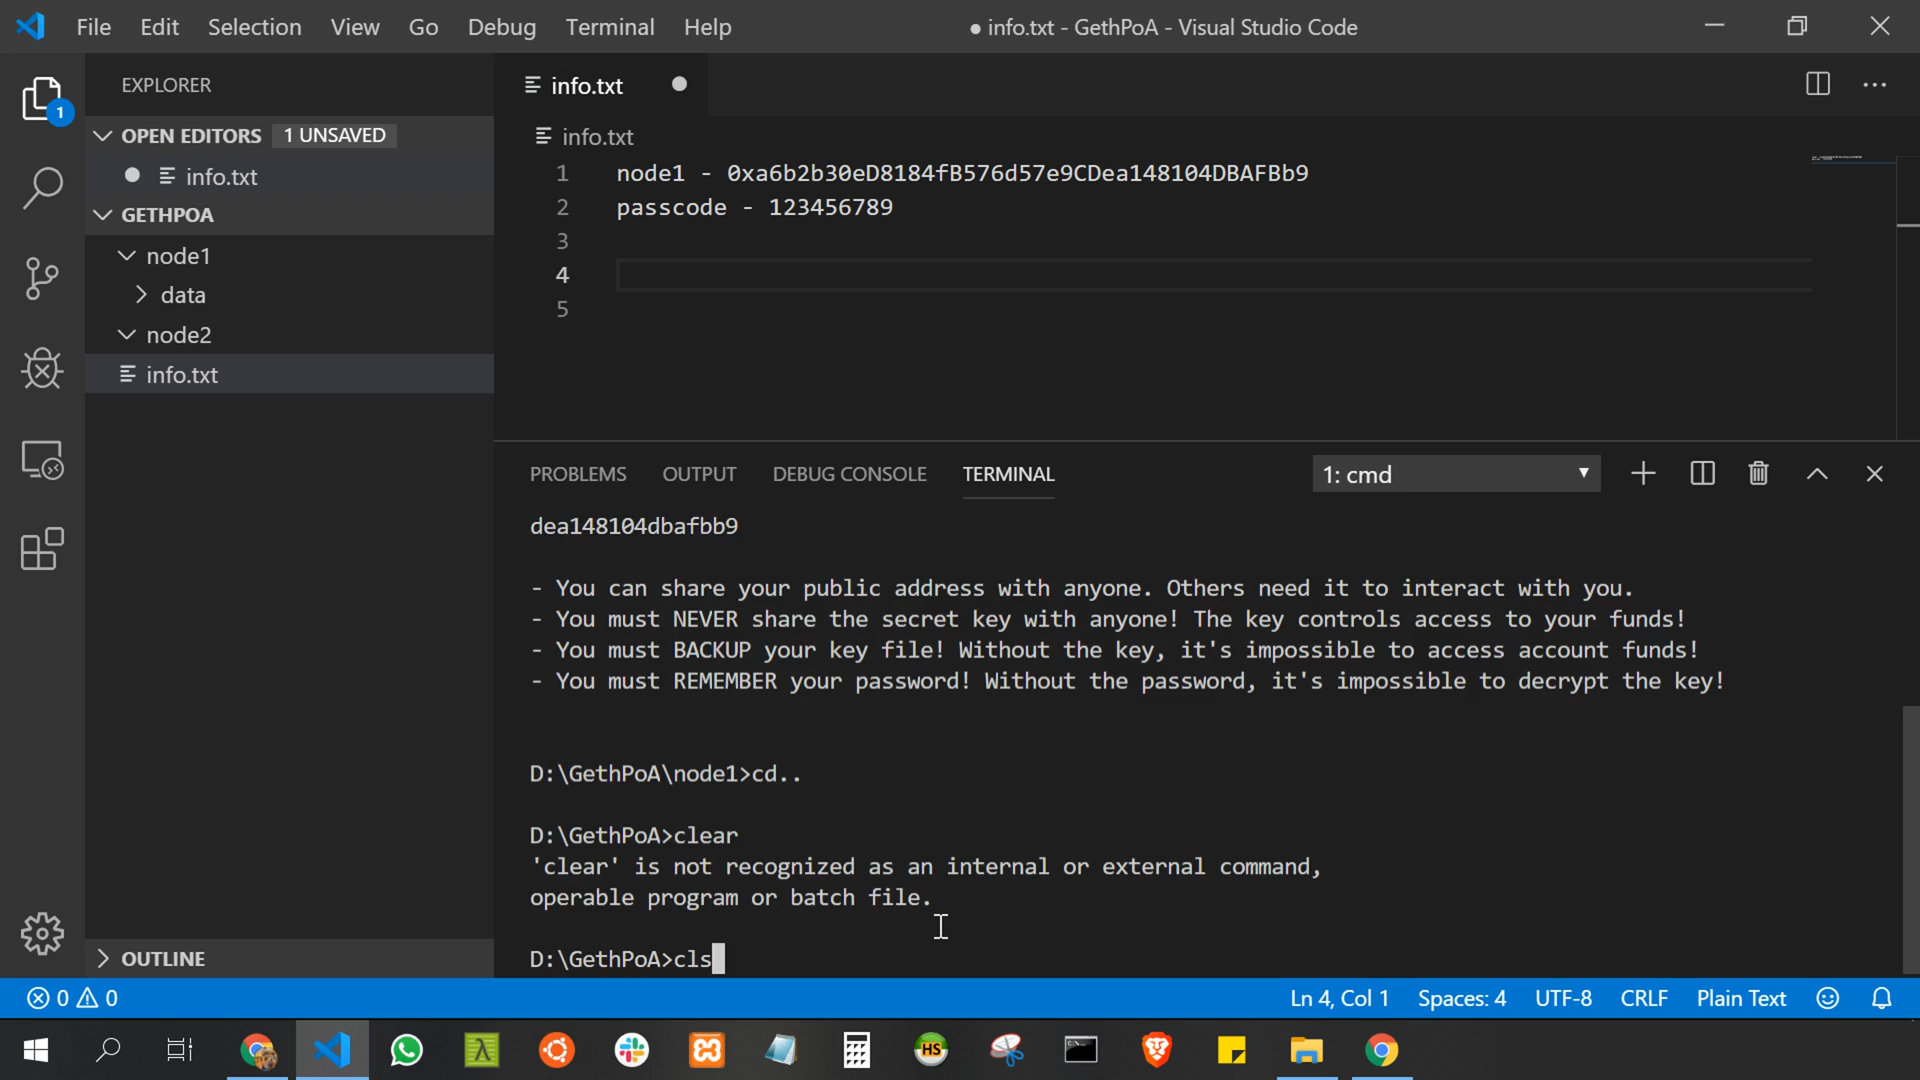 File Edit Selection View Go Debug Terminal Help
● info.txt - GethPoA - Visual Studio Code
EXPLORER
info.txt
1
OPEN EDITORS 1 UNSAVED
info.txt
GETHPOA
node1
data
node2
info.txt
OUTLINE
info.txt
1 node1 - 0xa6b2b30eD8184fB576d57e9CDea148104DBAFBb9
2 passcode - 123456789
3
4
5
PROBLEMS OUTPUT DEBUG CONSOLE TERMINAL 1: cmd
dea148104dbafbb9
- You can share your public address with anyone. Others need it to interact with you.
- You must NEVER share the secret key with anyone! The key controls access to your funds!
- You must BACKUP your key file! Without the key, it's impossible to access account funds!
- You must REMEMBER your password! Without the password, it's impossible to decrypt the key!
D:\GethPoA\node1>cd..
D:\GethPoA>clear
'clear' is not recognized as an internal or external command,
operable program or batch file.
D:\GethPoA>cls
0 0
Ln 4, Col 1 Spaces: 4 UTF-8 CRLF Plain Text
λ
HS